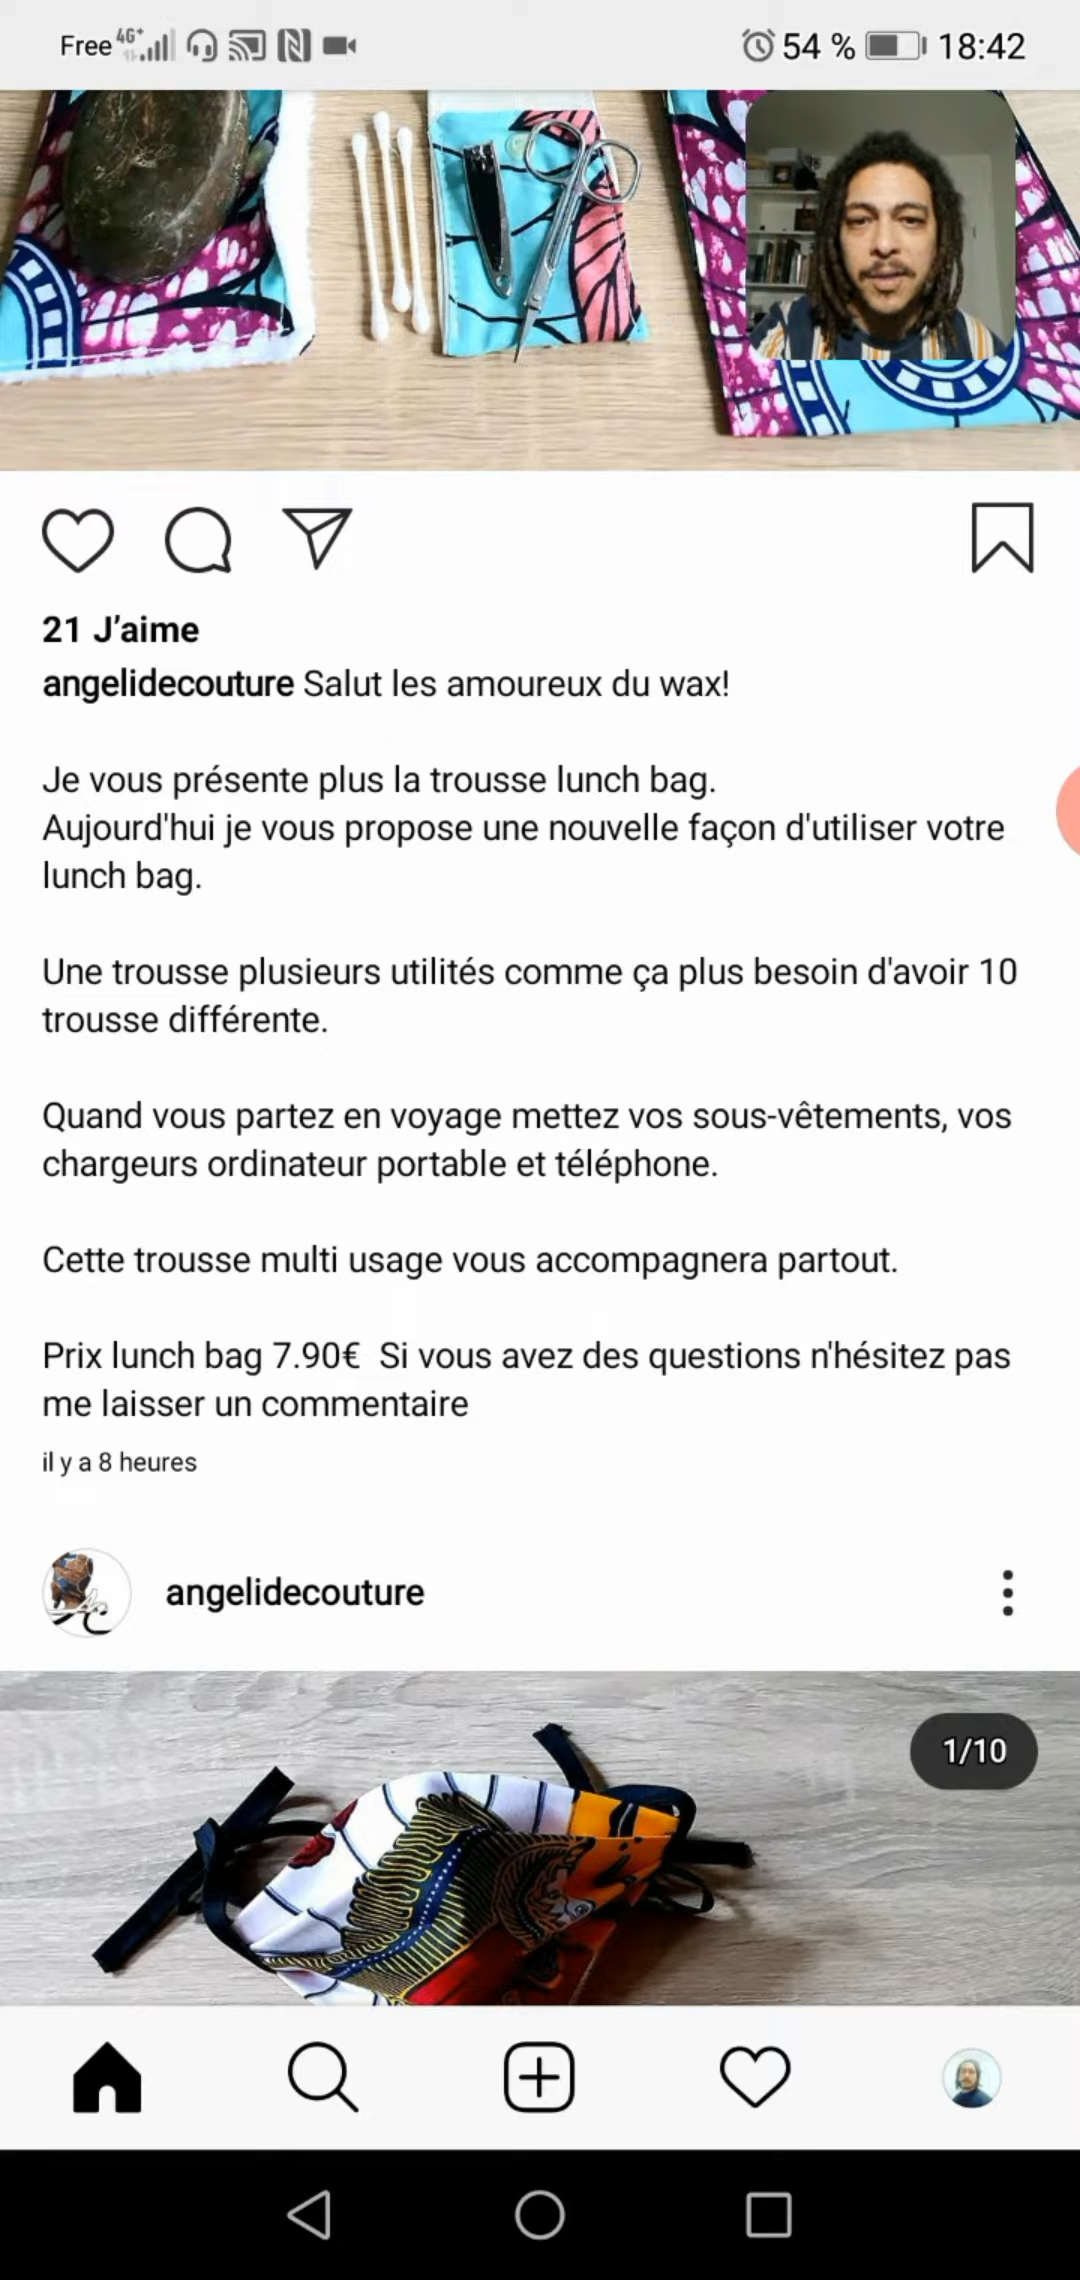 Free 4G+ 54 % 18:42
21 J'aime
angelidecouture Salut les amoureux du wax!
Je vous présente plus la trousse lunch bag.
Aujourd'hui je vous propose une nouvelle façon d'utiliser votre
lunch bag.
Une trousse plusieurs utilités comme ça plus besoin d'avoir 10
trousse différente.
Quand vous partez en voyage mettez vos sous-vêtements, vos
chargeurs ordinateur portable et téléphone.
Cette trousse multi usage vous accompagnera partout.
Prix lunch bag 7.90€  Si vous avez des questions n'hésitez pas
me laisser un commentaire
il y a 8 heures
angelidecouture
1/10